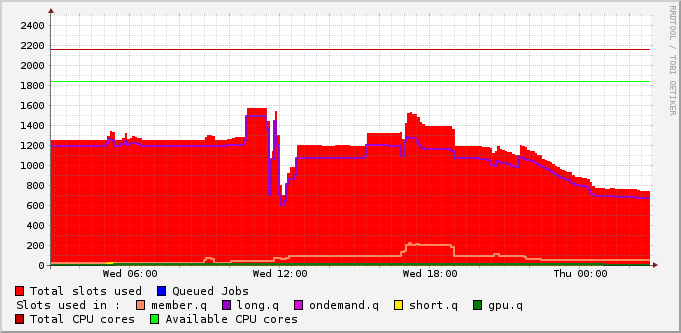 RRDTOOL / TOBI OETIKER
2400
2200
2000
1800
1600
1400
1200
1000
800
600
400
200
0
Wed 06:00 Wed 12:00 Wed 18:00 Thu 00:00
Total slots used Queued Jobs
Slots used in : member.q long.q ondemand.q short.q gpu.q
Total CPU cores Available CPU cores